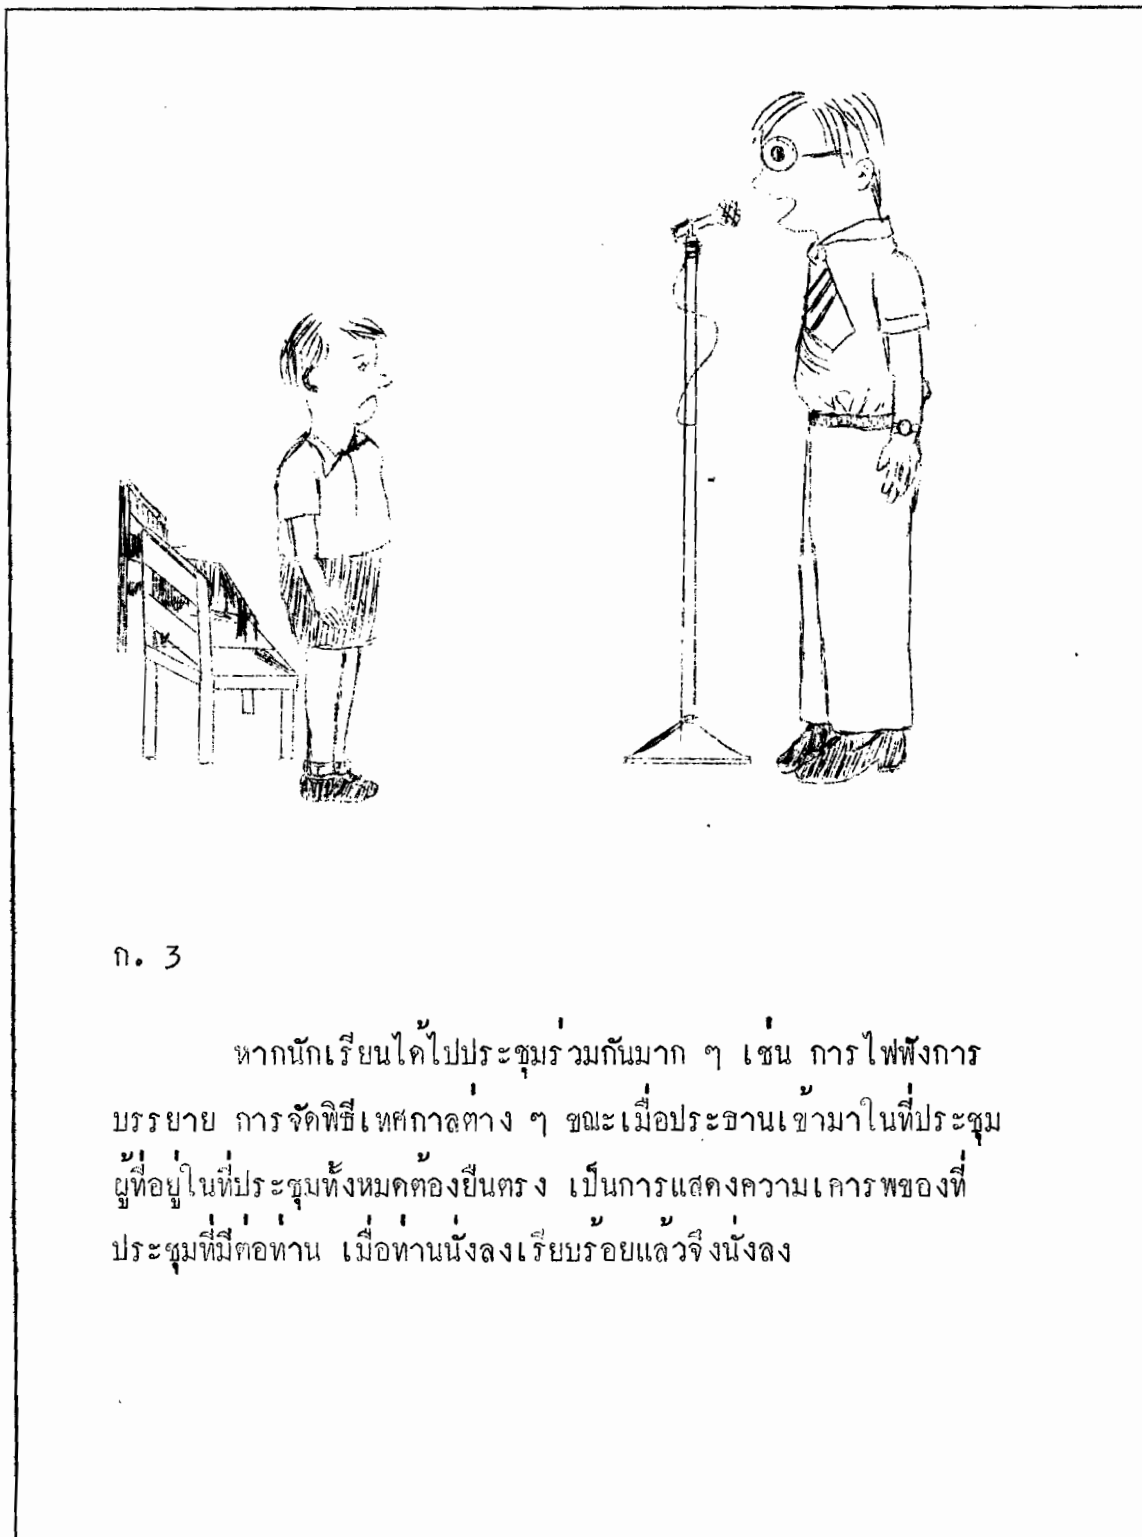 ก. 3
หากนักเรียนได้ไปประชุมร่วมกันมาก ๆ เช่น การไฟฟังการ
บรรยาย การจัดพิธีเทศกาลต่าง ๆ ขณะเมื่อประธานเข้ามาในที่ประชุม
ผู้ที่อยู่ในที่ประชุมทั้งหมดต้องยืนตรง เป็นการแสดงความเคารพของที่
ประชุมที่มีต่อท่าน เมื่อท่านนั่งลงเรียบร้อยแล้วจึงนั่งลง